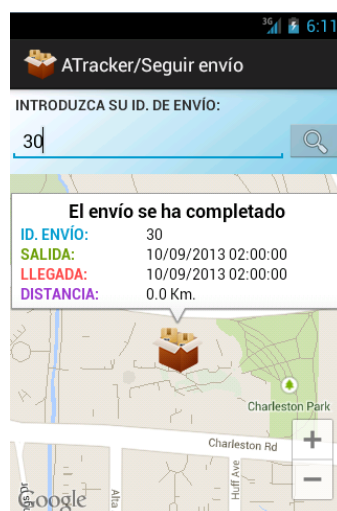 3G 6:11
ATracker/Seguir envío
INTRODUZCA SU ID. DE ENVÍO:
30
El envío se ha completado
ID. ENVÍO: 30
SALIDA: 10/09/2013 02:00:00
LLEGADA: 10/09/2013 02:00:00
DISTANCIA: 0.0 Km.
Charleston Park
Charleston Rd
+
Huff Ave
−
Google
Alta